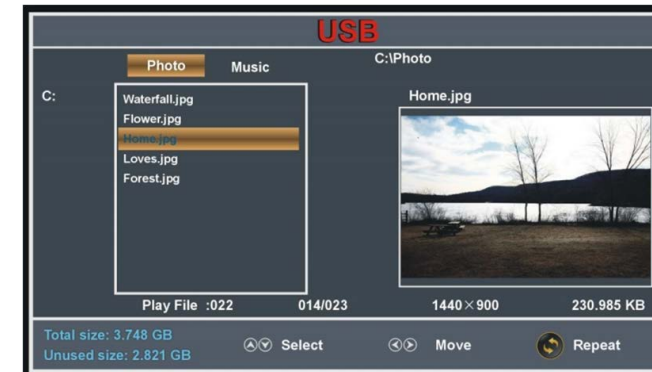 USB
Photo Music C:\Photo
C: Home.jpg
Waterfall.jpg
Flower.jpg
Home.jpg
Loves.jpg
Forest.jpg
Play File :022 014/023 1440×900 230.985 KB
Total size: 3.748 GB
Unused size: 2.821 GB
Select Move Repeat